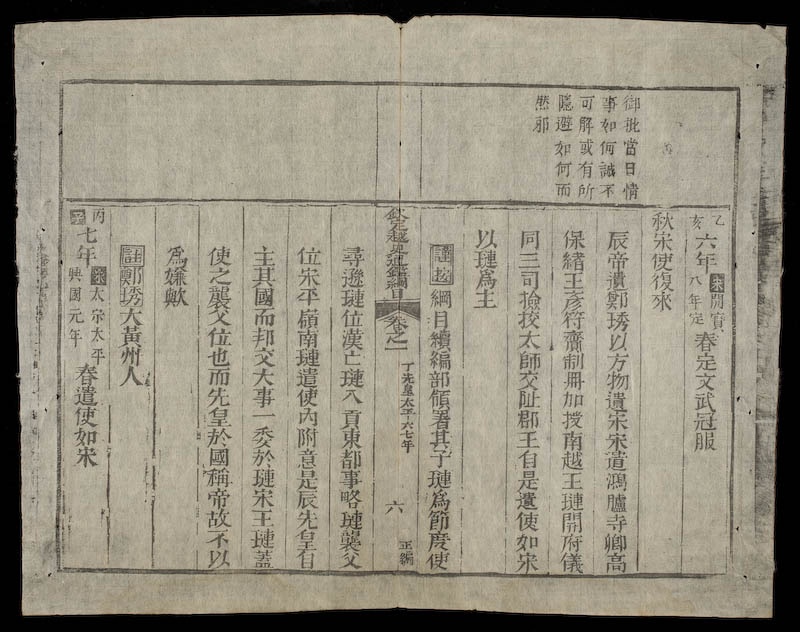 御批當日情
事如何誠不
可解或有所
隱避如何而
然邪
乙亥六年宋開寶八年定春定文武冠服
秋宋使復來
辰帝遺鄭琇以方物遺宋宋遣鴻臚寺卿高
保緒王彥符齎制冊加授南越王璉開府儀
同三司撿挍太師交趾郡王自是遣使如宋
以璉爲主
謹按綱目續編部領署其子璉爲節度使
欽定越史通鑑綱目 卷之一 丁先皇太平六七年 六 正編
尋遜璉位漢亡璉入貢東都事略璉襲父
位宋平嶺南璉遣使內附意是辰先皇自
主其國而邦交大事一委於璉宋王璉蓋
使之襲父位也而先皇於國稱帝故不以
爲嫌歟
註鄭琇大黃州人
丙子七年宋太宗太平興國元年春遣使如宋